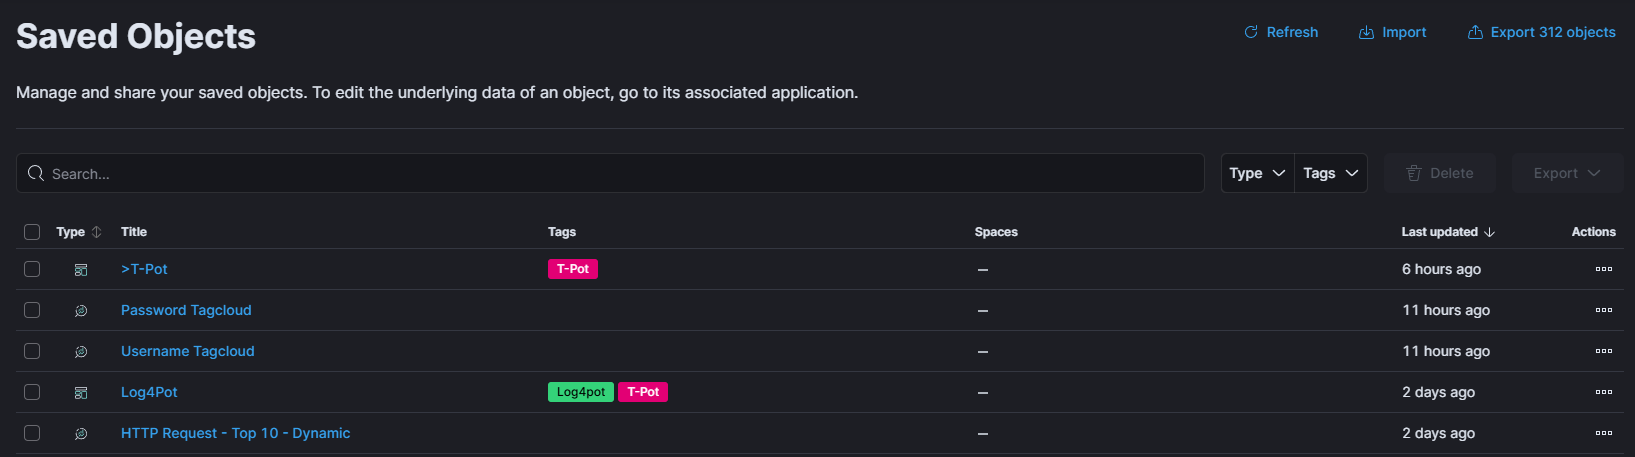 Saved Objects
Refresh Import Export 312 objects
Manage and share your saved objects. To edit the underlying data of an object, go to its associated application.
Search... Type Tags Delete Export
Type Title Tags Spaces Last updated Actions
>T-Pot T-Pot — 6 hours ago
Password Tagcloud — 11 hours ago
Username Tagcloud — 11 hours ago
Log4Pot Log4pot T-Pot — 2 days ago
HTTP Request - Top 10 - Dynamic — 2 days ago